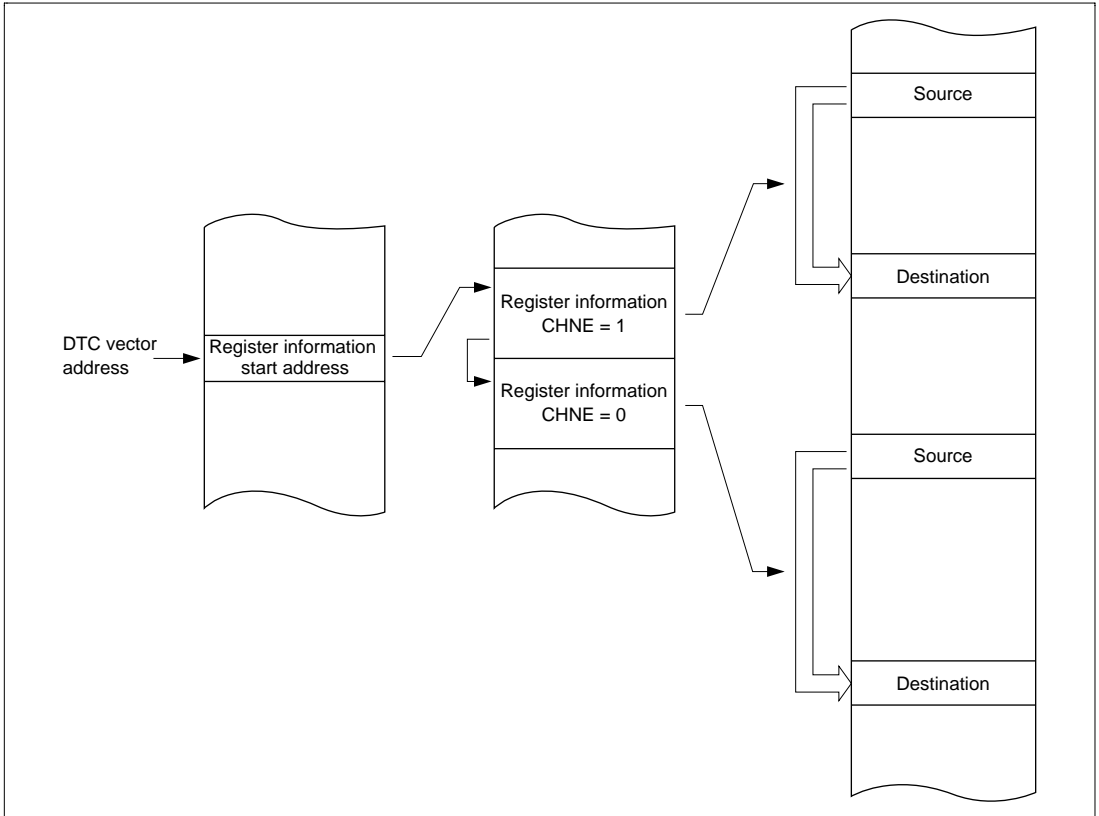 DTC vector
address
Register information
start address
Register information
CHNE = 1
Register information
CHNE = 0
Source
Destination
Source
Destination